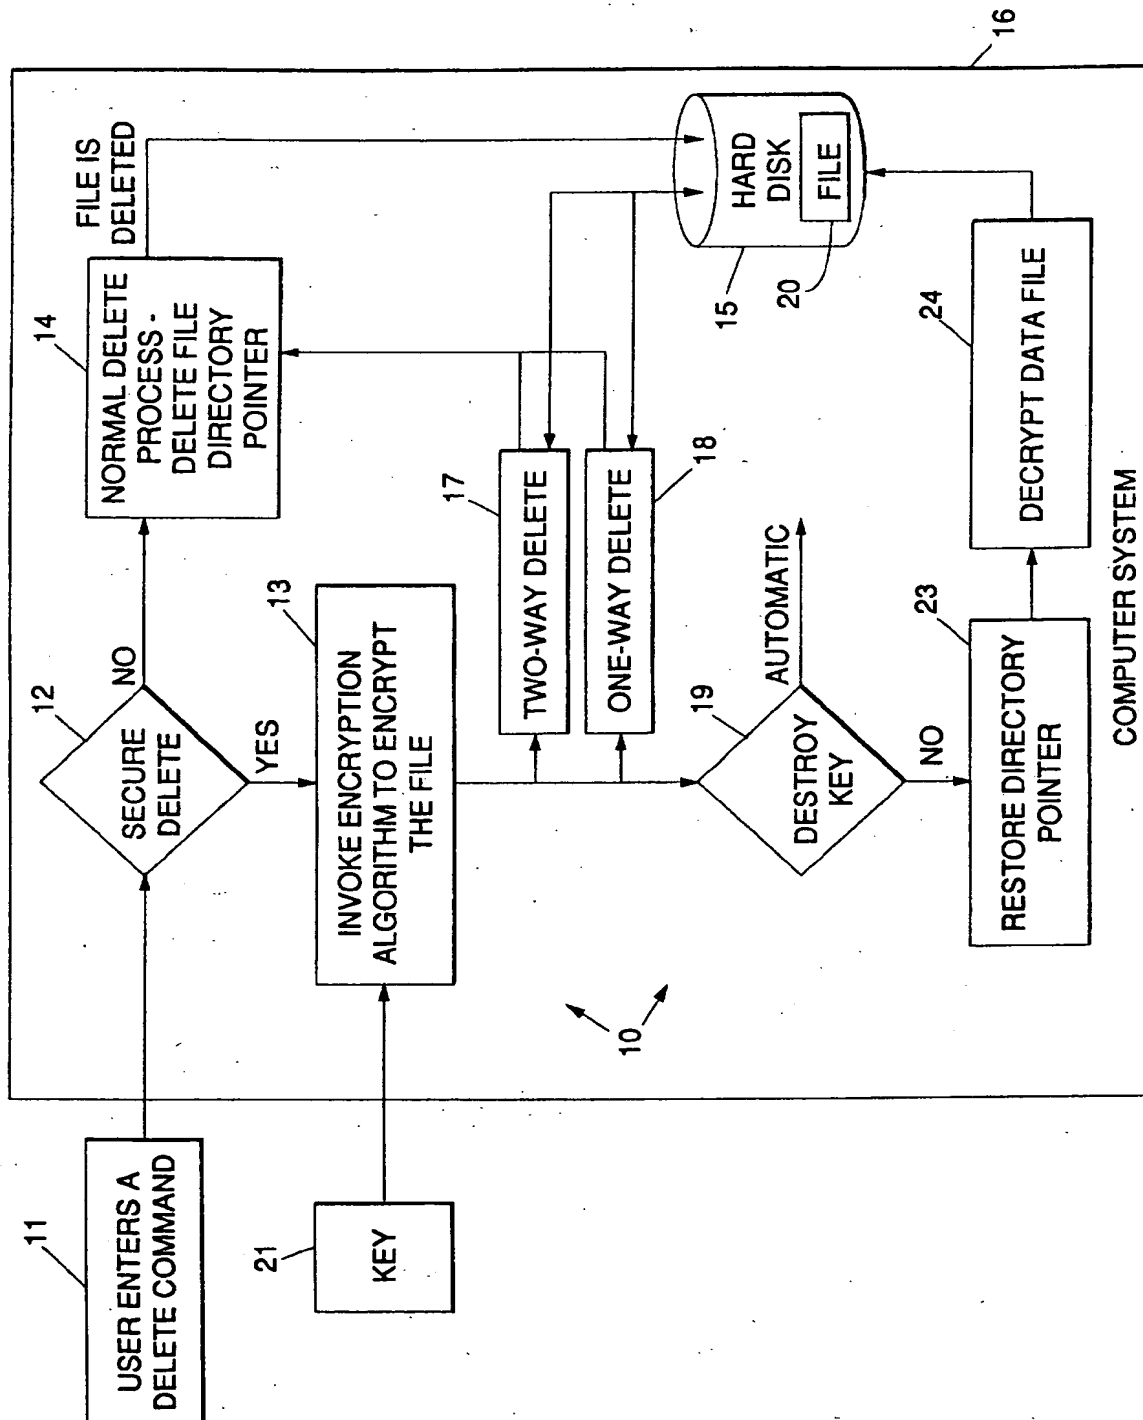 11
USER ENTERS A
DELETE COMMAND
12
SECURE
DELETE
NO
YES
14
NORMAL DELETE
PROCESS -
DELETE FILE
DIRECTORY
POINTER
FILE IS
DELETED
16
21
KEY
13
INVOKE ENCRYPTION
ALGORITHM TO ENCRYPT
THE FILE
17
TWO-WAY DELETE
ONE-WAY DELETE
18
15
HARD
DISK
FILE
20
10
19
DESTROY
KEY
AUTOMATIC
NO
23
RESTORE DIRECTORY
POINTER
24
DECRYPT DATA FILE
COMPUTER SYSTEM